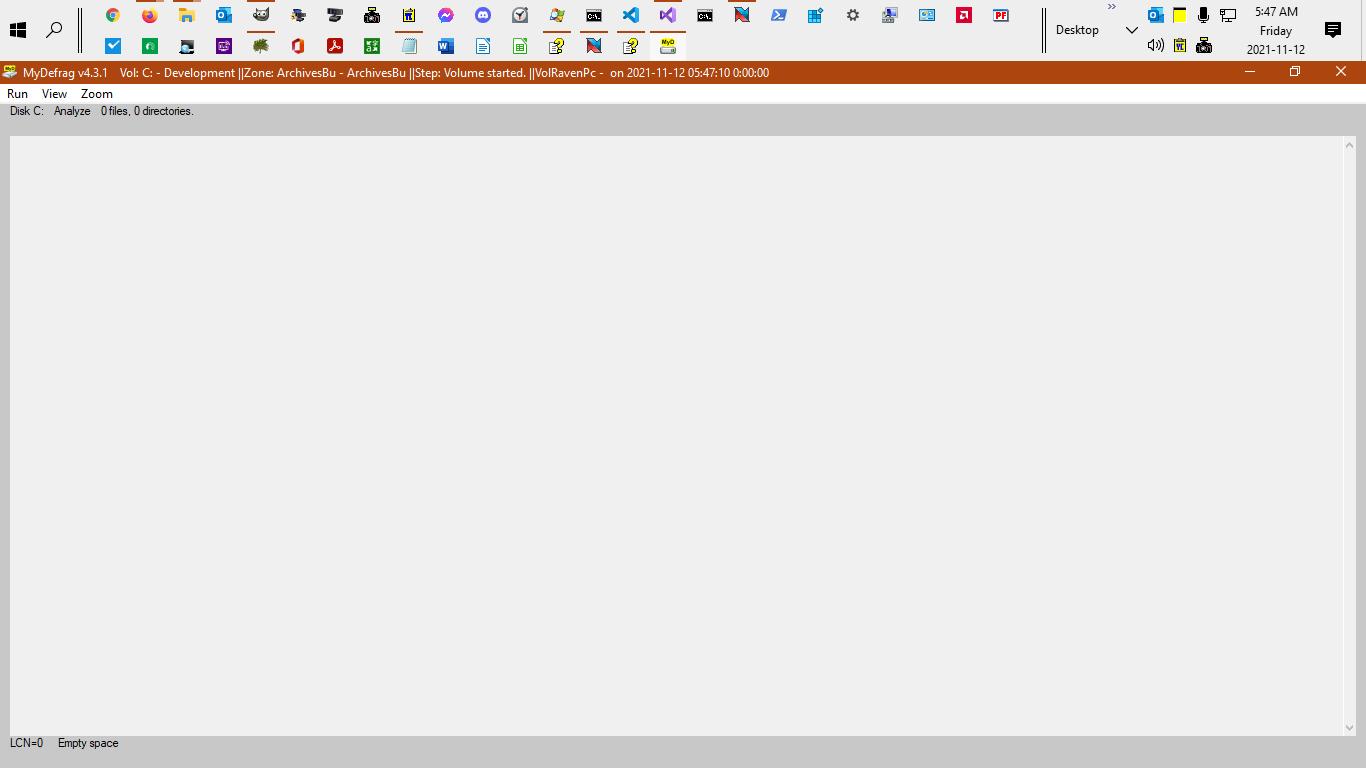 5:47 AM
Desktop
Friday
2021-11-12
MyDefrag v4.3.1 Vol: C: - Development ||Zone: ArchivesBu - ArchivesBu ||Step: Volume started. ||VolRavenPc - on 2021-11-12 05:47:10 0:00:00
Run View Zoom
Disk C: Analyze 0 files, 0 directories.
LCN=0 Empty space